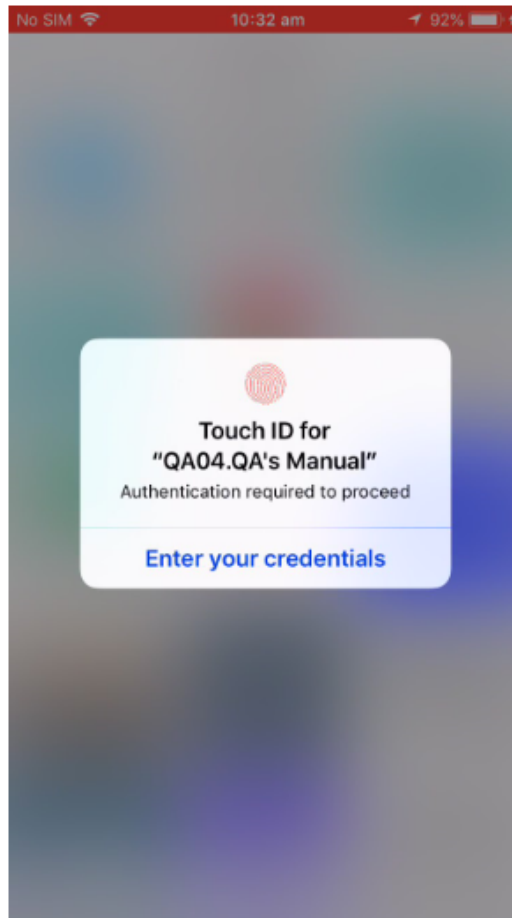 No SIM 10:32 am 92%
Touch ID for
"QA04.QA's Manual"
Authentication required to proceed
Enter your credentials